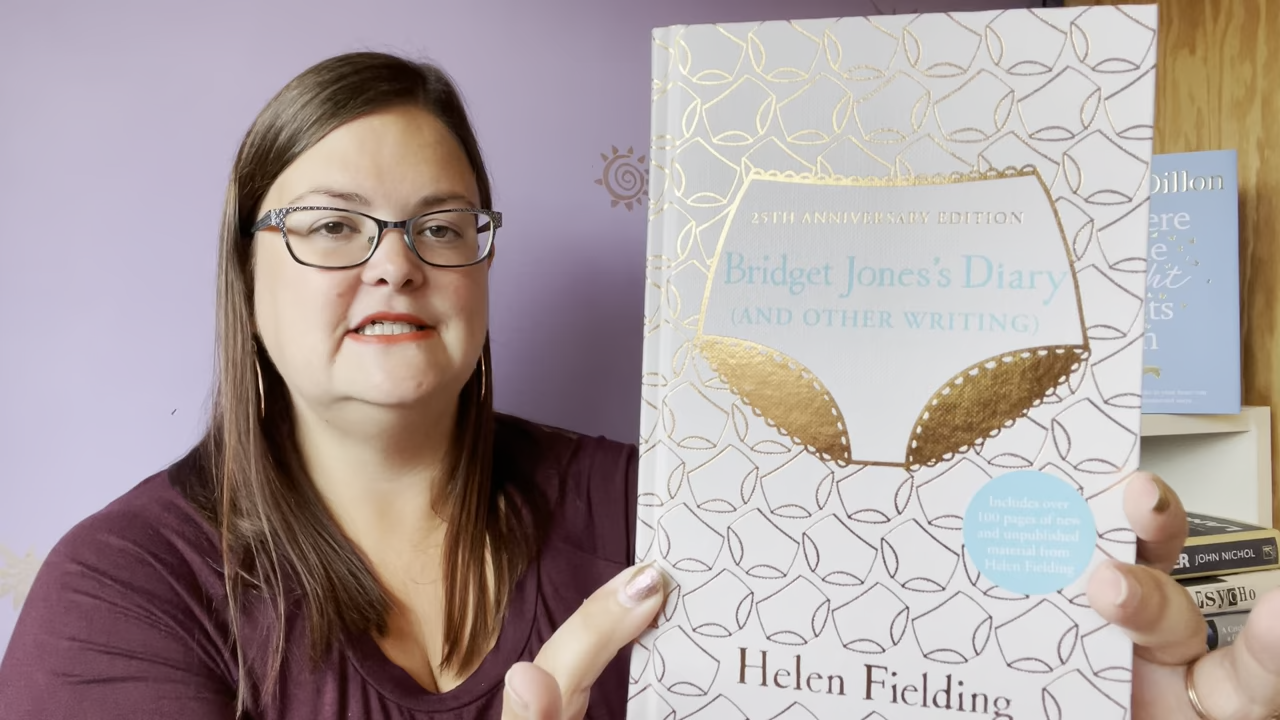 25TH ANNIVERSARY EDITION
Bridget Jones's Diary
(AND OTHER WRITING)
Includes over
100 pages of new
and unpublished
material from
Helen Fielding
Helen Fielding
Dillon
JOHN NICHOL
PSYCHO